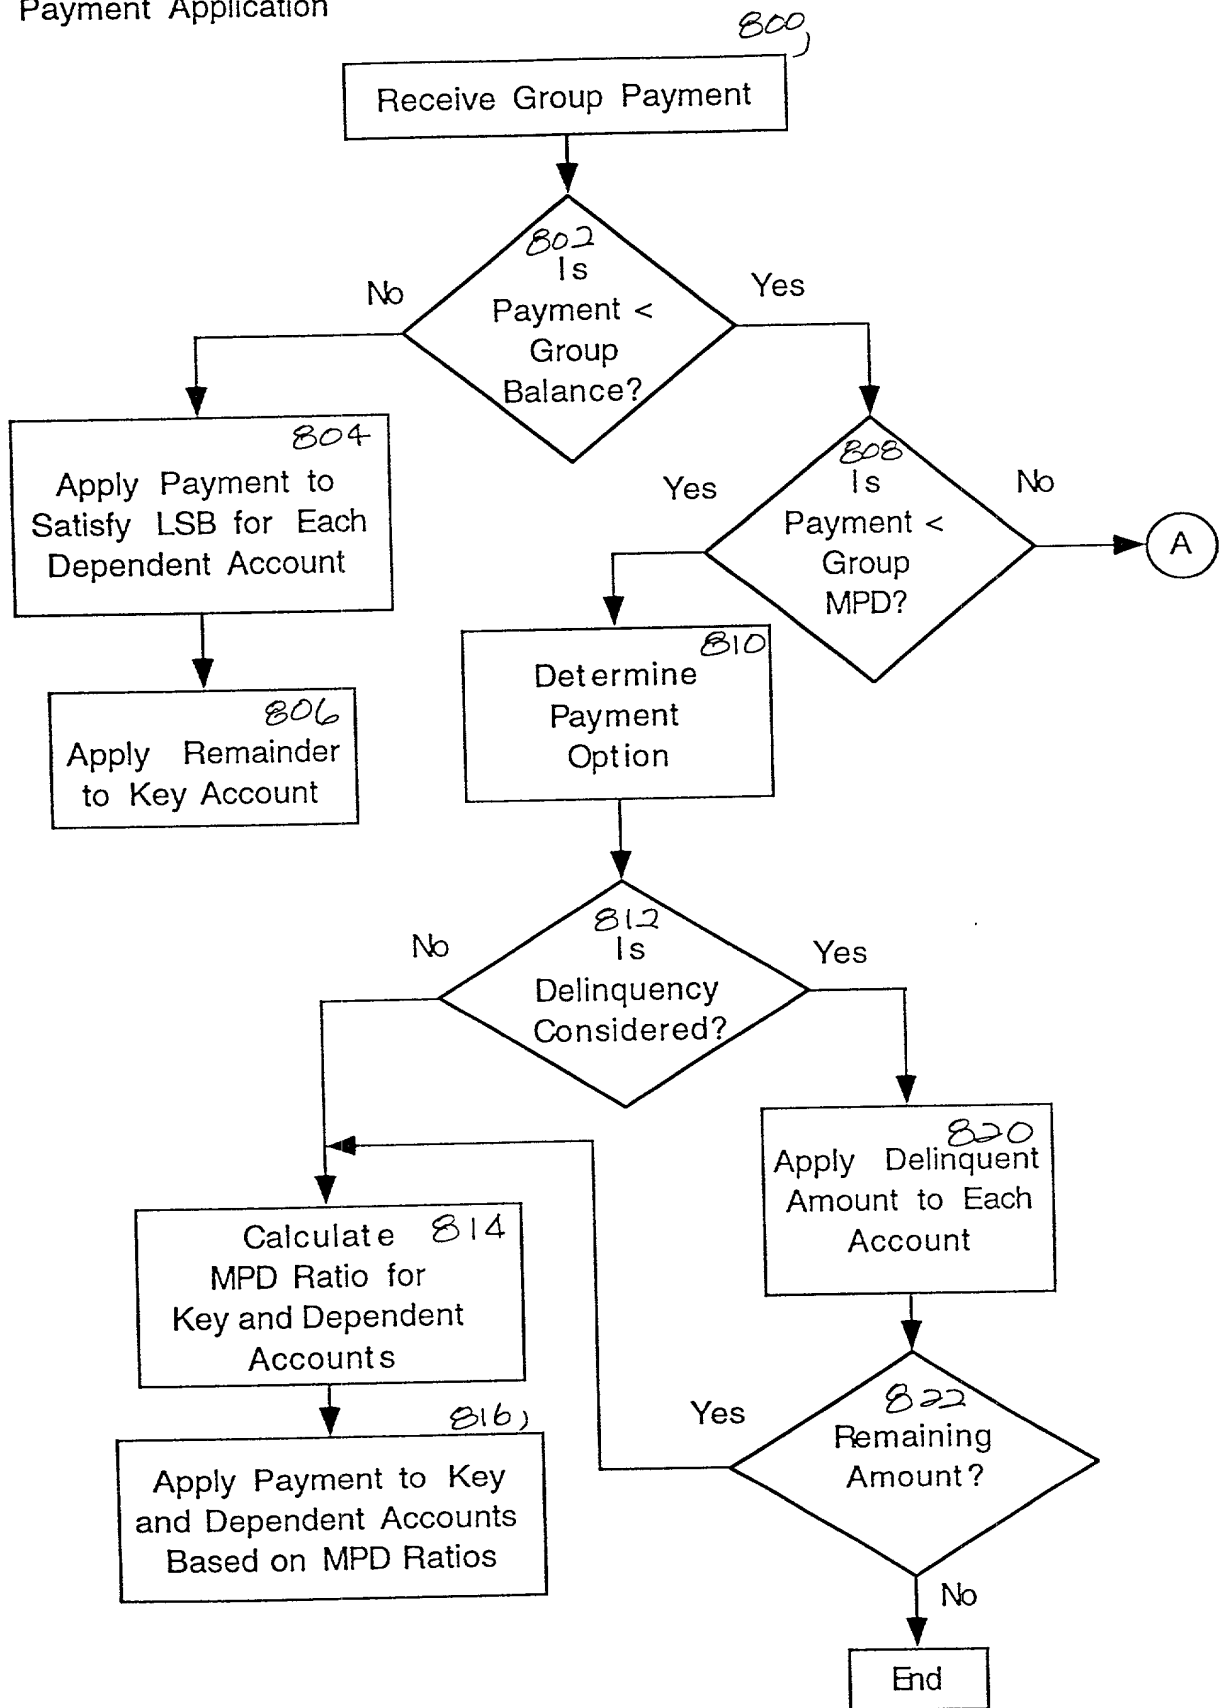 Payment Application
800
Receive Group Payment
802
Is
Payment <
Group
Balance?
No
Yes
804
Apply Payment to
Satisfy LSB for Each
Dependent Account
806
Apply Remainder
to Key Account
808
Is
Payment <
Group
MPD?
Yes
No
A
810
Determine
Payment
Option
812
Is
Delinquency
Considered?
No
Yes
820
Apply Delinquent
Amount to Each
Account
814
Calculate
MPD Ratio for
Key and Dependent
Accounts
816
Apply Payment to Key
and Dependent Accounts
Based on MPD Ratios
822
Remaining
Amount?
Yes
No
End